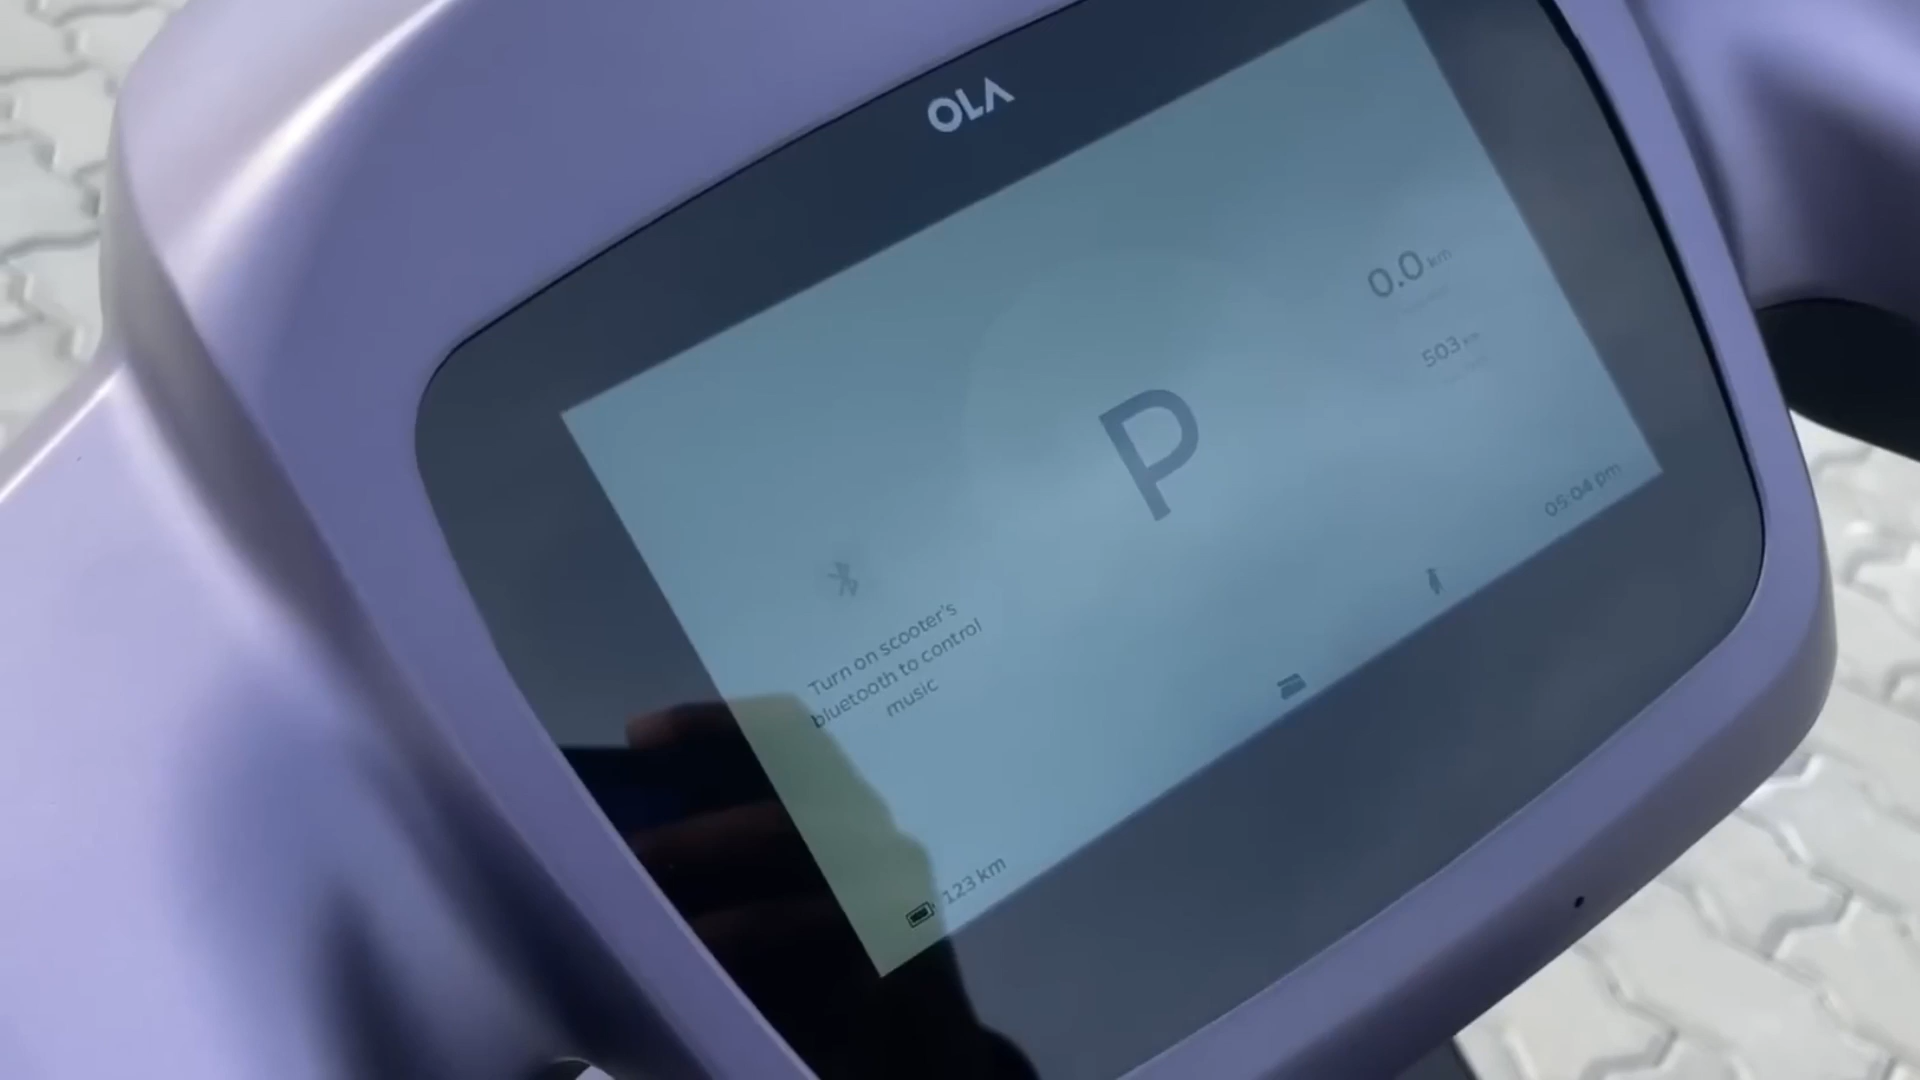 OLA
0.0 km
503 km
P
Turn on scooter's
bluetooth to control
music
05:04 pm
123 km